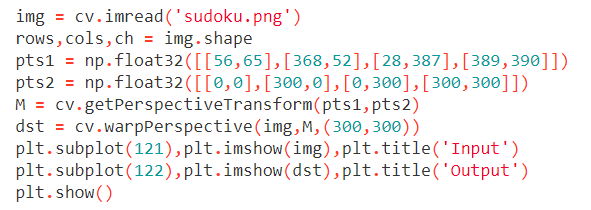 img = cv.imread('sudoku.png')
rows,cols,ch = img.shape
pts1 = np.float32([[56,65],[368,52],[28,387],[389,390]])
pts2 = np.float32([[0,0],[300,0],[0,300],[300,300]])
M = cv.getPerspectiveTransform(pts1,pts2)
dst = cv.warpPerspective(img,M,(300,300))
plt.subplot(121),plt.imshow(img),plt.title('Input')
plt.subplot(122),plt.imshow(dst),plt.title('Output')
plt.show()